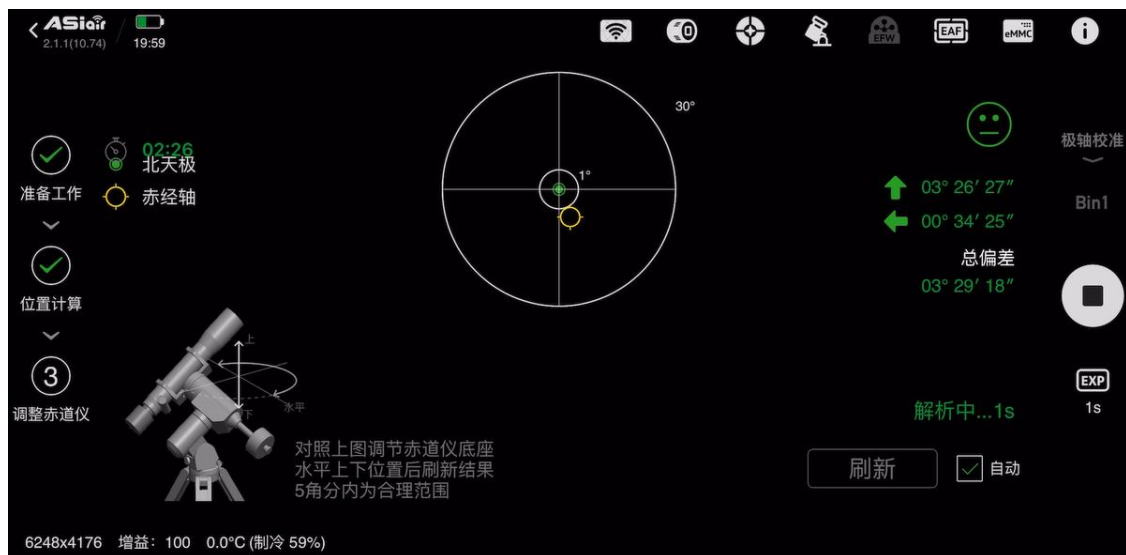 ASiair
2.1.1(10.74)
19:59
EFW
EAF
eMMC
30°
1°
02:26
北天极
赤经轴
准备工作
位置计算
3
调整赤道仪
上
下
水平
对照上图调节赤道仪底座
水平上下位置后刷新结果
5角分内为合理范围
03° 26′ 27″
00° 34′ 25″
总偏差
03° 29′ 18″
解析中...1s
刷新
自动
极轴校准
Bin1
EXP
1s
6248x4176 增益：100 0.0°C (制冷 59%)